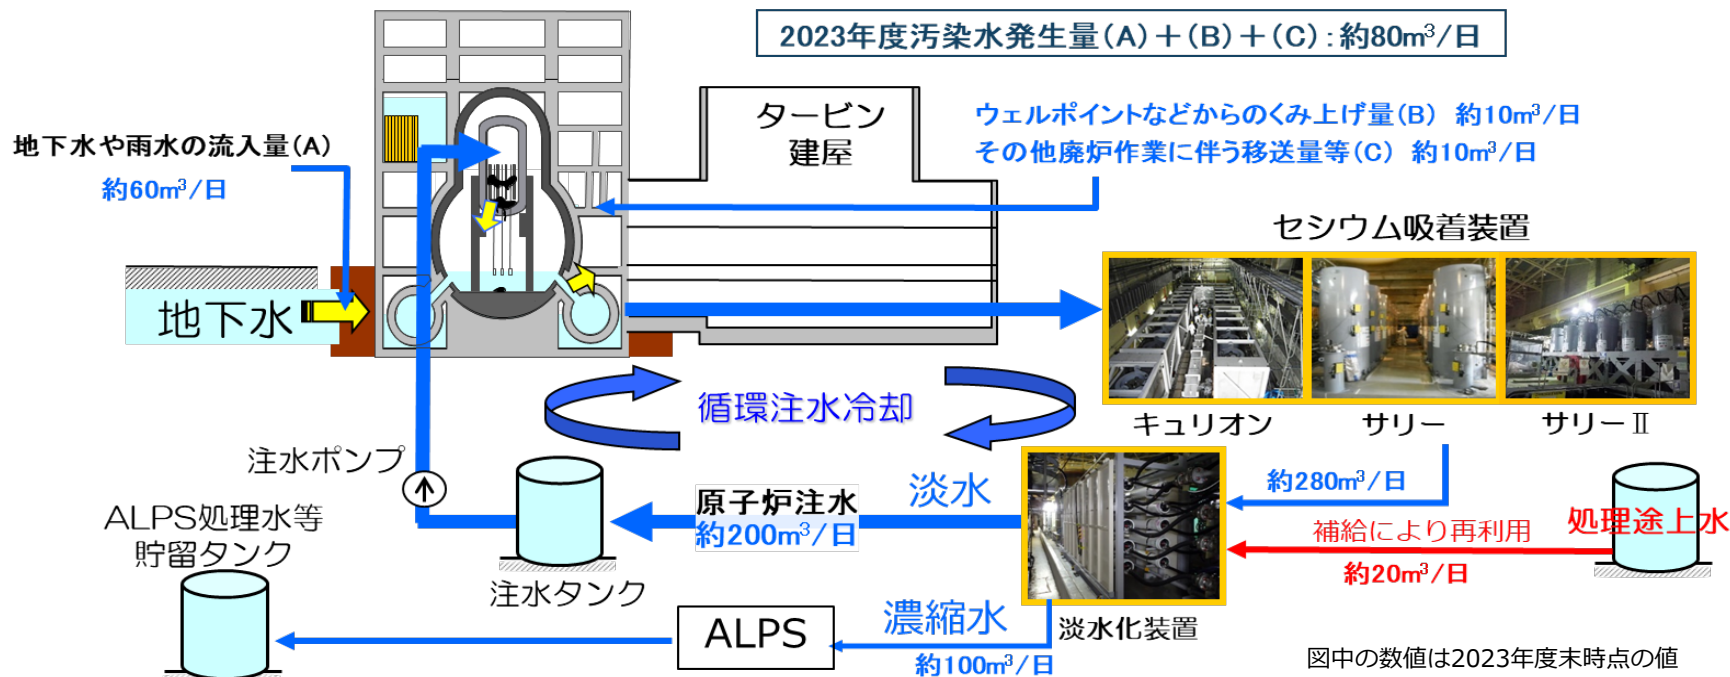 2023年度汚染水発生量(A)+(B)+(C):約80m³/日
タービン
建屋
ウェルポイントなどからのくみ上げ量(B) 約10m³/日
その他廃炉作業に伴う移送量等(C) 約10m³/日
地下水や雨水の流入量(A)
約60m³/日
セシウム吸着装置
地下水
キュリオン
サリー
サリーⅡ
循環注水冷却
注水ポンプ
淡水
原子炉注水
約200m³/日
約280m³/日
処理途上水
補給により再利用
約20m³/日
ALPS処理水等
貯留タンク
注水タンク
ALPS
濃縮水
約100m³/日
淡水化装置
図中の数値は2023年度末時点の値